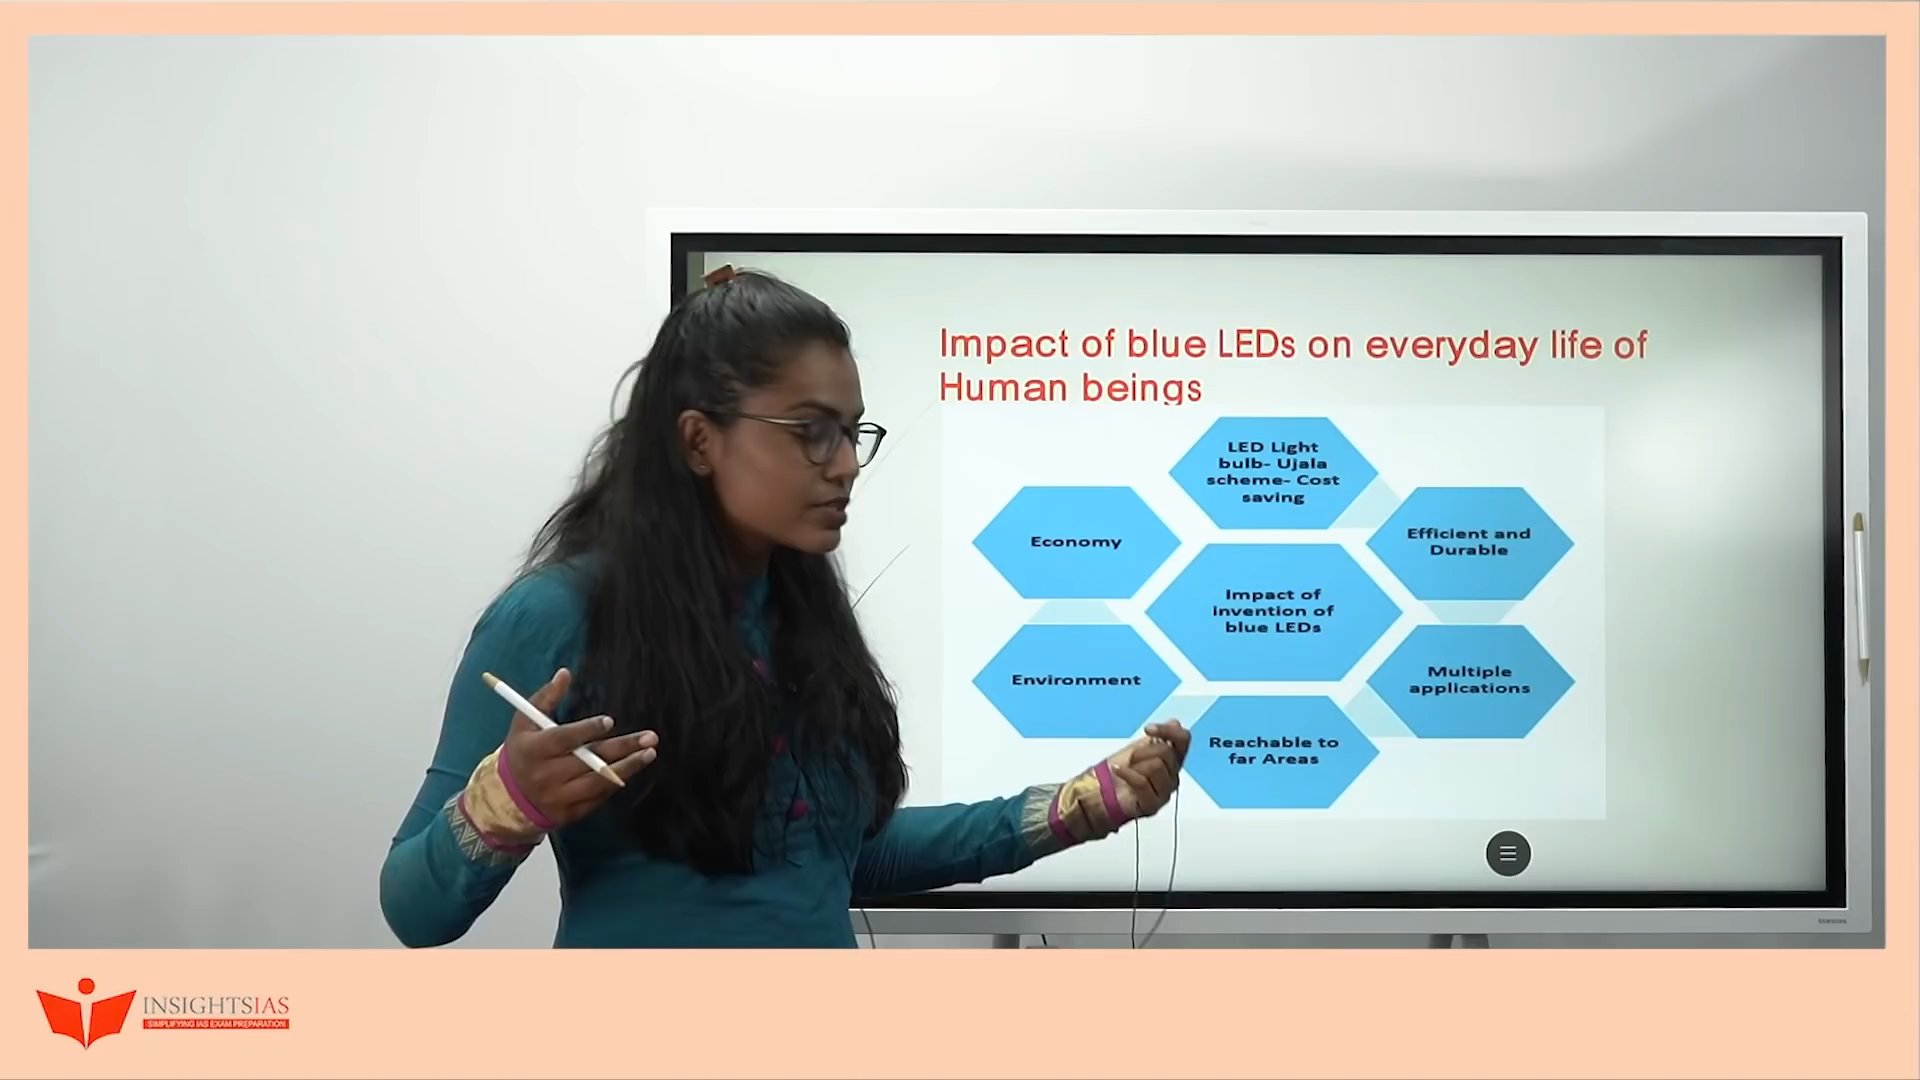 Impact of blue LEDs on everyday life of
Human beings
LED Light
bulb- Ujala
scheme- Cost
saving
Economy
Efficient and
Durable
Impact of
invention of
blue LEDs
Environment
Multiple
applications
Reachable to
far Areas
SAMSUNG
INSIGHTSIAS
SIMPLIFYING IAS EXAM PREPARATION